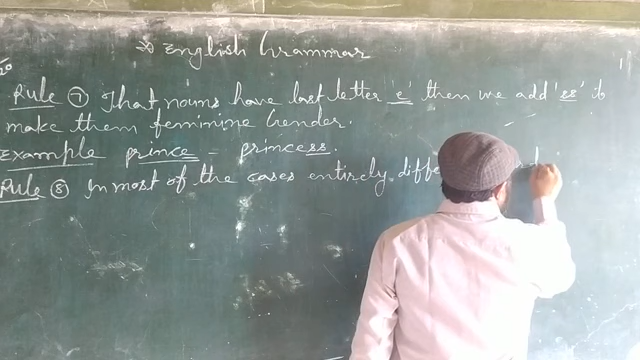 English Grammar
Rule 7 That nouns have last letter 'e' then we add 'ss' to
make them feminine Gender.
Example prince - princess.
Rule 8 In most of the cases entirely diffe